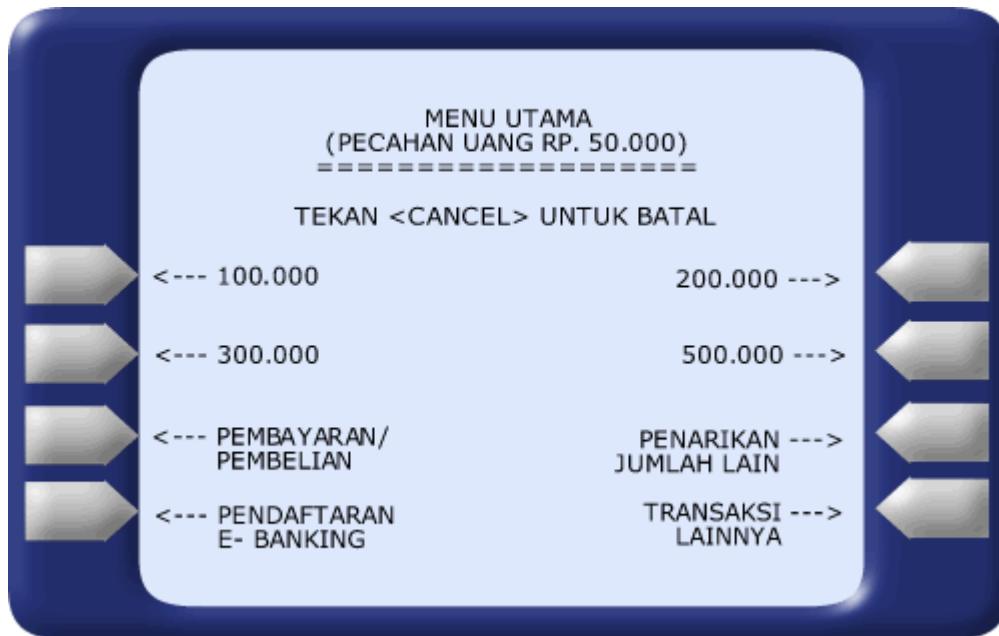 MENU UTAMA
(PECAHAN UANG RP. 50.000)
===================
TEKAN <CANCEL> UNTUK BATAL
<--- 100.000
200.000 --->
<--- 300.000
500.000 --->
<--- PEMBAYARAN/
PEMBELIAN
PENARIKAN --->
JUMLAH LAIN
<--- PENDAFTARAN
E- BANKING
TRANSAKSI --->
LAINNYA